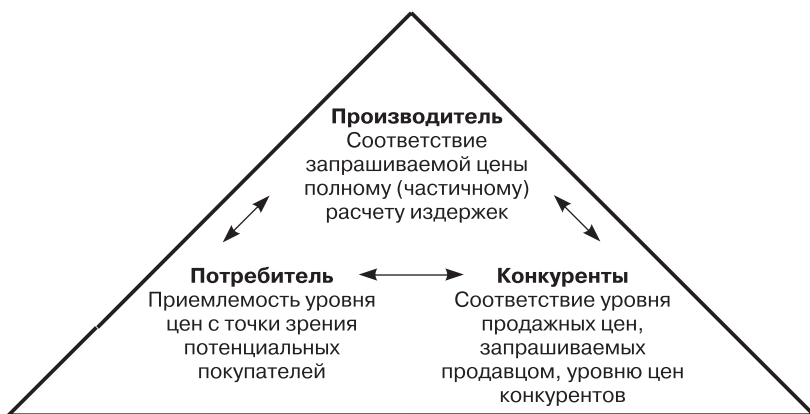 Производитель
Соответствие
запрашиваемой цены
полному (частичному)
расчету издержек
Потребитель
Приемлемость уровня
цен с точки зрения
потенциальных
покупателей
Конкуренты
Соответствие уровня
продажных цен,
запрашиваемых
продавцом, уровню цен
конкурентов